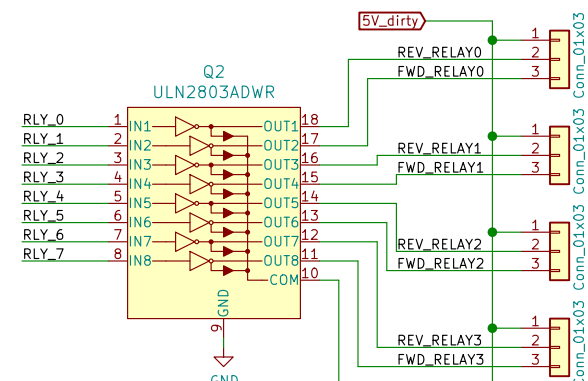 5V_dirty
Q2
ULN2803ADWR
RLY_0 1 IN1 OUT1 18
RLY_1 2 IN2 OUT2 17
RLY_2 3 IN3 OUT3 16
RLY_3 4 IN4 OUT4 15
RLY_4 5 IN5 OUT5 14
RLY_5 6 IN6 OUT6 13
RLY_6 7 IN7 OUT7 12
RLY_7 8 IN8 OUT8 11
COM 10
GND
9
GND
1
REV_RELAY0 2
FWD_RELAY0 3
Conn_01x03
1
REV_RELAY1 2
FWD_RELAY1 3
Conn_01x03
1
REV_RELAY2 2
FWD_RELAY2 3
Conn_01x03
1
REV_RELAY3 2
FWD_RELAY3 3
Conn_01x03